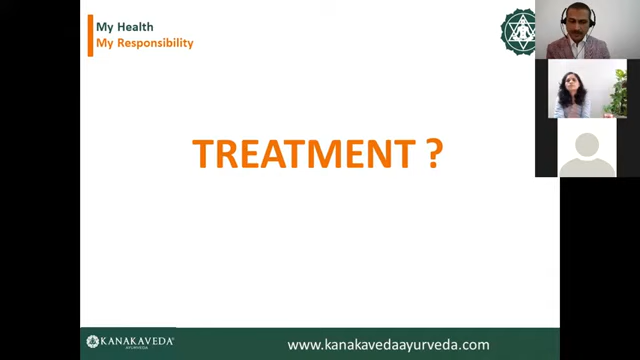 My Health
My Responsibility
TREATMENT ?
KANAKAVEDA®
AYURVEDA
www.kanakavedaayurveda.com